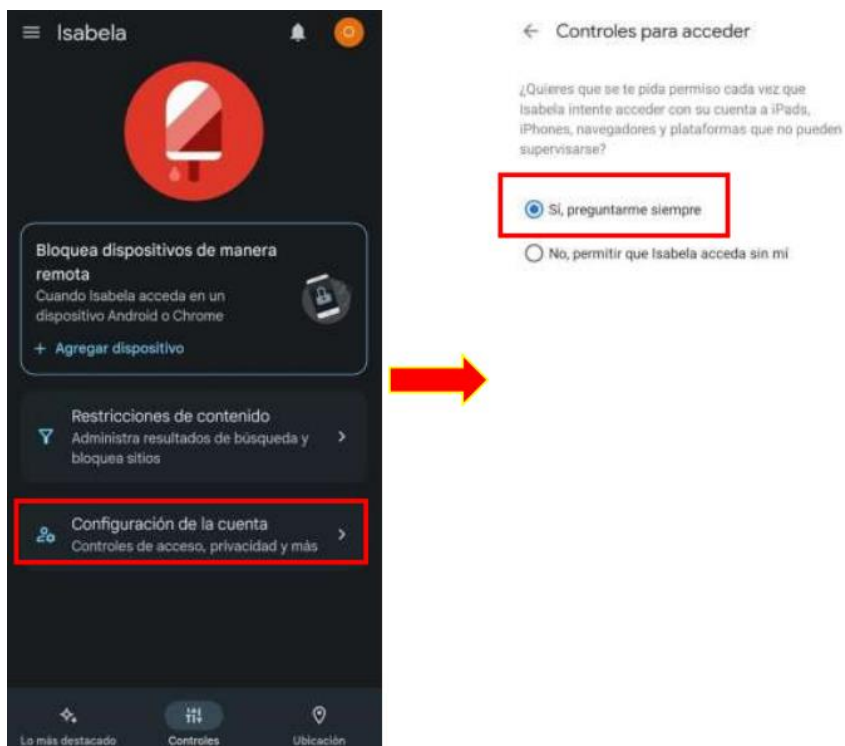 Isabela
O
Bloquea dispositivos de manera
remota
Cuando Isabela acceda en un
dispositivo Android o Chrome
+ Agregar dispositivo
Restricciones de contenido
Administra resultados de búsqueda y
bloquea sitios
Configuración de la cuenta
Controles de acceso, privacidad y más
Lo más destacado
Controles
Ubicación
Controles para acceder
¿Quieres que se te pida permiso cada vez que
Isabela intente acceder con su cuenta a iPads,
iPhones, navegadores y plataformas que no pueden
supervisarse?
Sí, preguntarme siempre
No, permitir que Isabela acceda sin mí